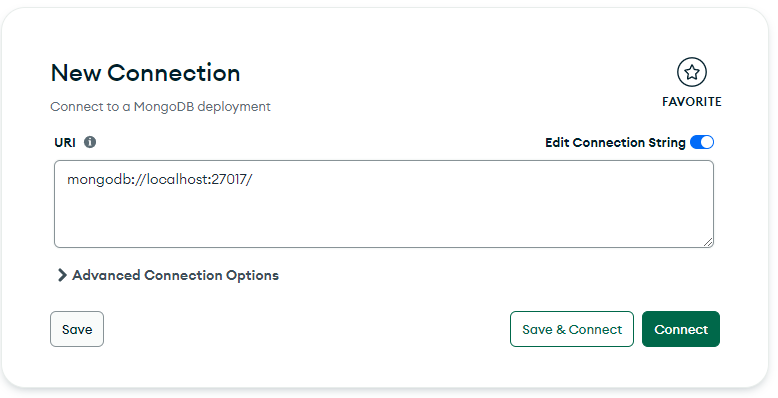 New Connection
Connect to a MongoDB deployment
FAVORITE
URI
Edit Connection String
mongodb://localhost:27017/
Advanced Connection Options
Save
Save & Connect
Connect